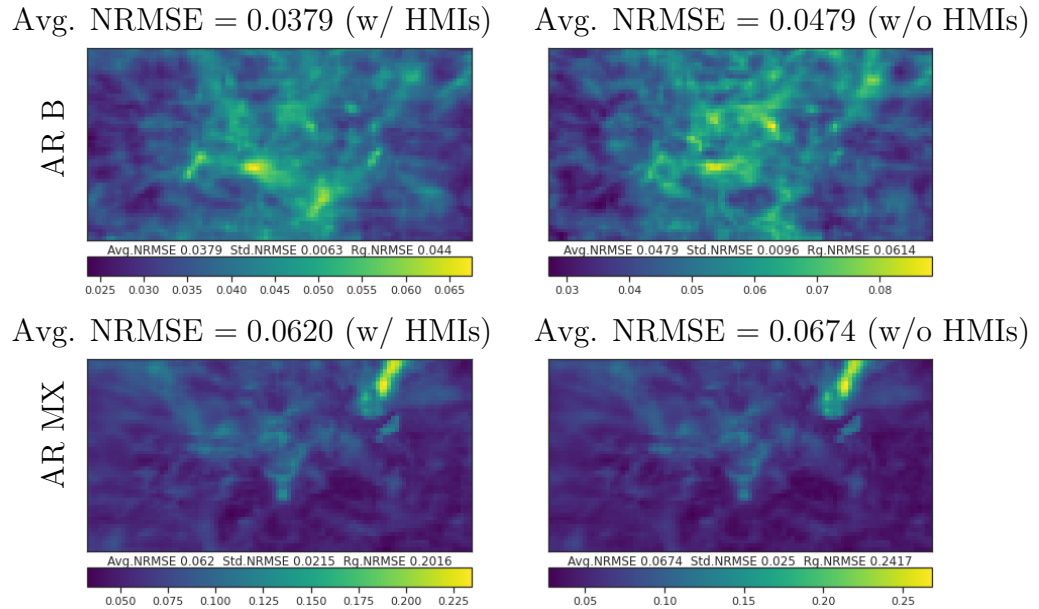 Avg. NRMSE = 0.0379 (w/ HMIs)
Avg. NRMSE = 0.0479 (w/o HMIs)
AR B
Avg.NRMSE 0.0379 Std.NRMSE 0.0063 Rg.NRMSE 0.044
Avg.NRMSE 0.0479 Std.NRMSE 0.0096 Rg.NRMSE 0.0614
0.025 0.030 0.035 0.040 0.045 0.050 0.055 0.060 0.065
0.03 0.04 0.05 0.06 0.07 0.08
Avg. NRMSE = 0.0620 (w/ HMIs)
Avg. NRMSE = 0.0674 (w/o HMIs)
AR MX
Avg.NRMSE 0.062 Std.NRMSE 0.0215 Rg.NRMSE 0.2016
Avg.NRMSE 0.0674 Std.NRMSE 0.025 Rg.NRMSE 0.2417
0.050 0.075 0.100 0.125 0.150 0.175 0.200 0.225
0.05 0.10 0.15 0.20 0.25